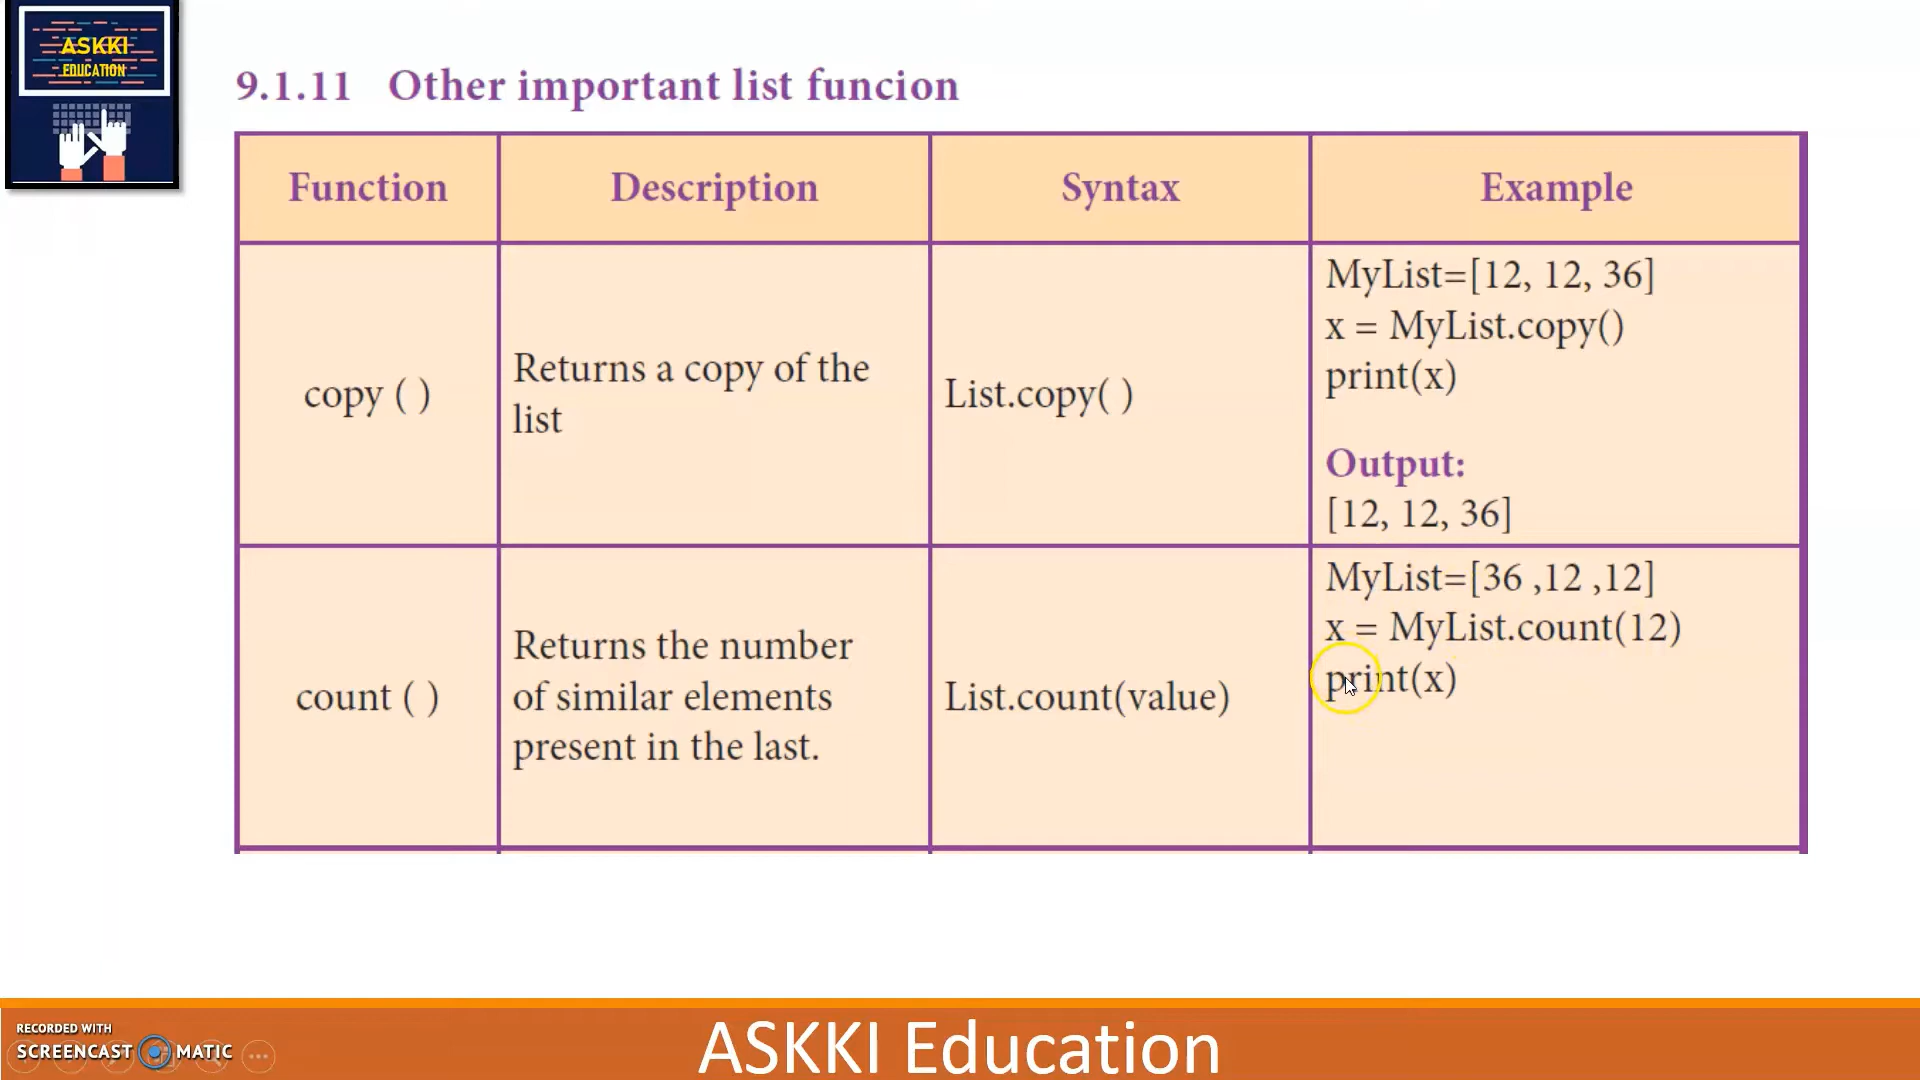 ASKKI
EDUCATION
9.1.11 Other important list funcion
Function Description Syntax Example
copy ( )
Returns a copy of the
list
List.copy( )
MyList=[12, 12, 36]
x = MyList.copy()
print(x)
Output:
[12, 12, 36]
count ( )
Returns the number
of similar elements
present in the last.
List.count(value)
MyList=[36 ,12 ,12]
x = MyList.count(12)
print(x)
RECORDED WITH
SCREENCAST MATIC
ASKKI Education